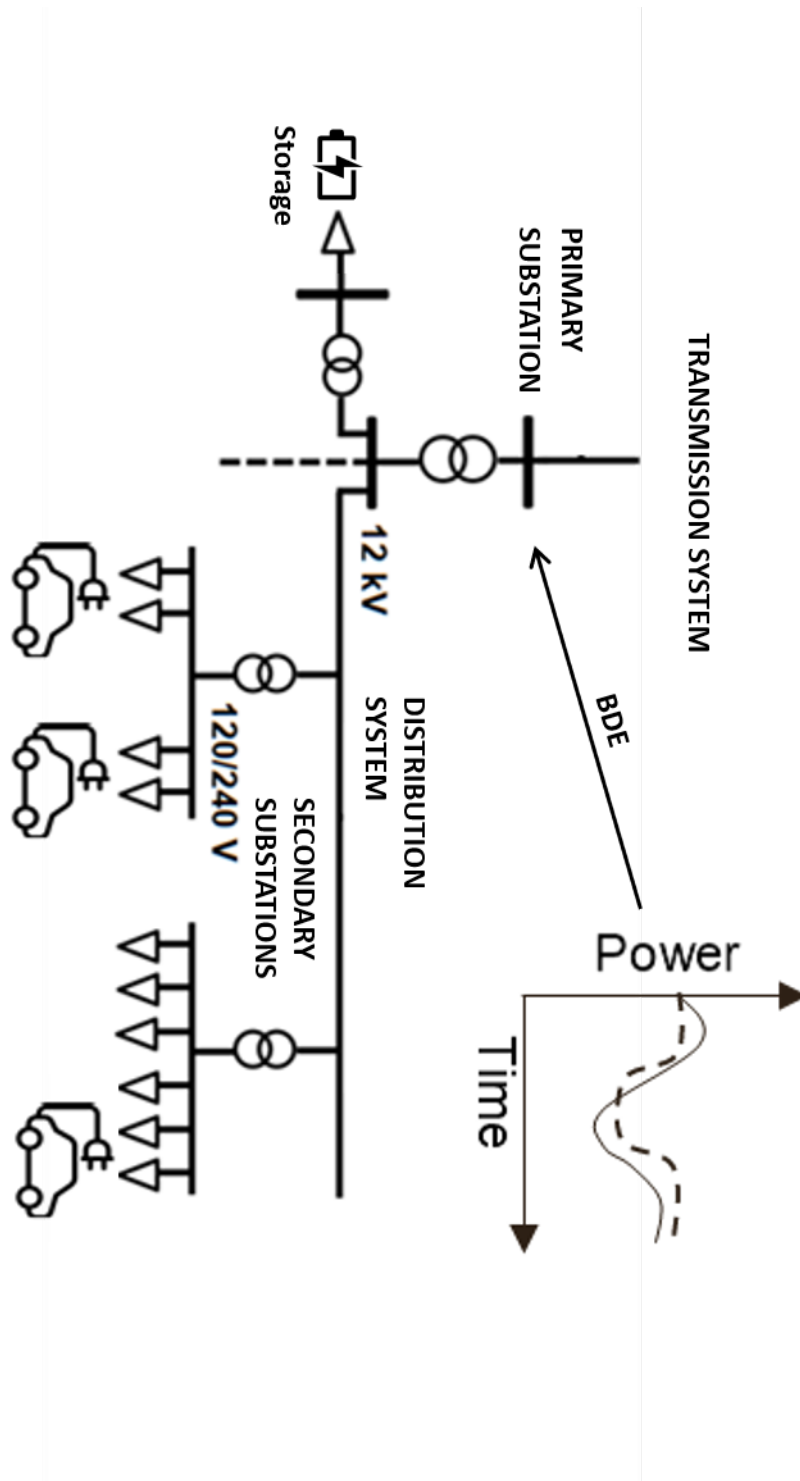 TRANSMISSION SYSTEM
PRIMARY
SUBSTATION
BDE
Power
Time
Storage
12 kV
DISTRIBUTION
SYSTEM
SECONDARY
SUBSTATIONS
120/240 V